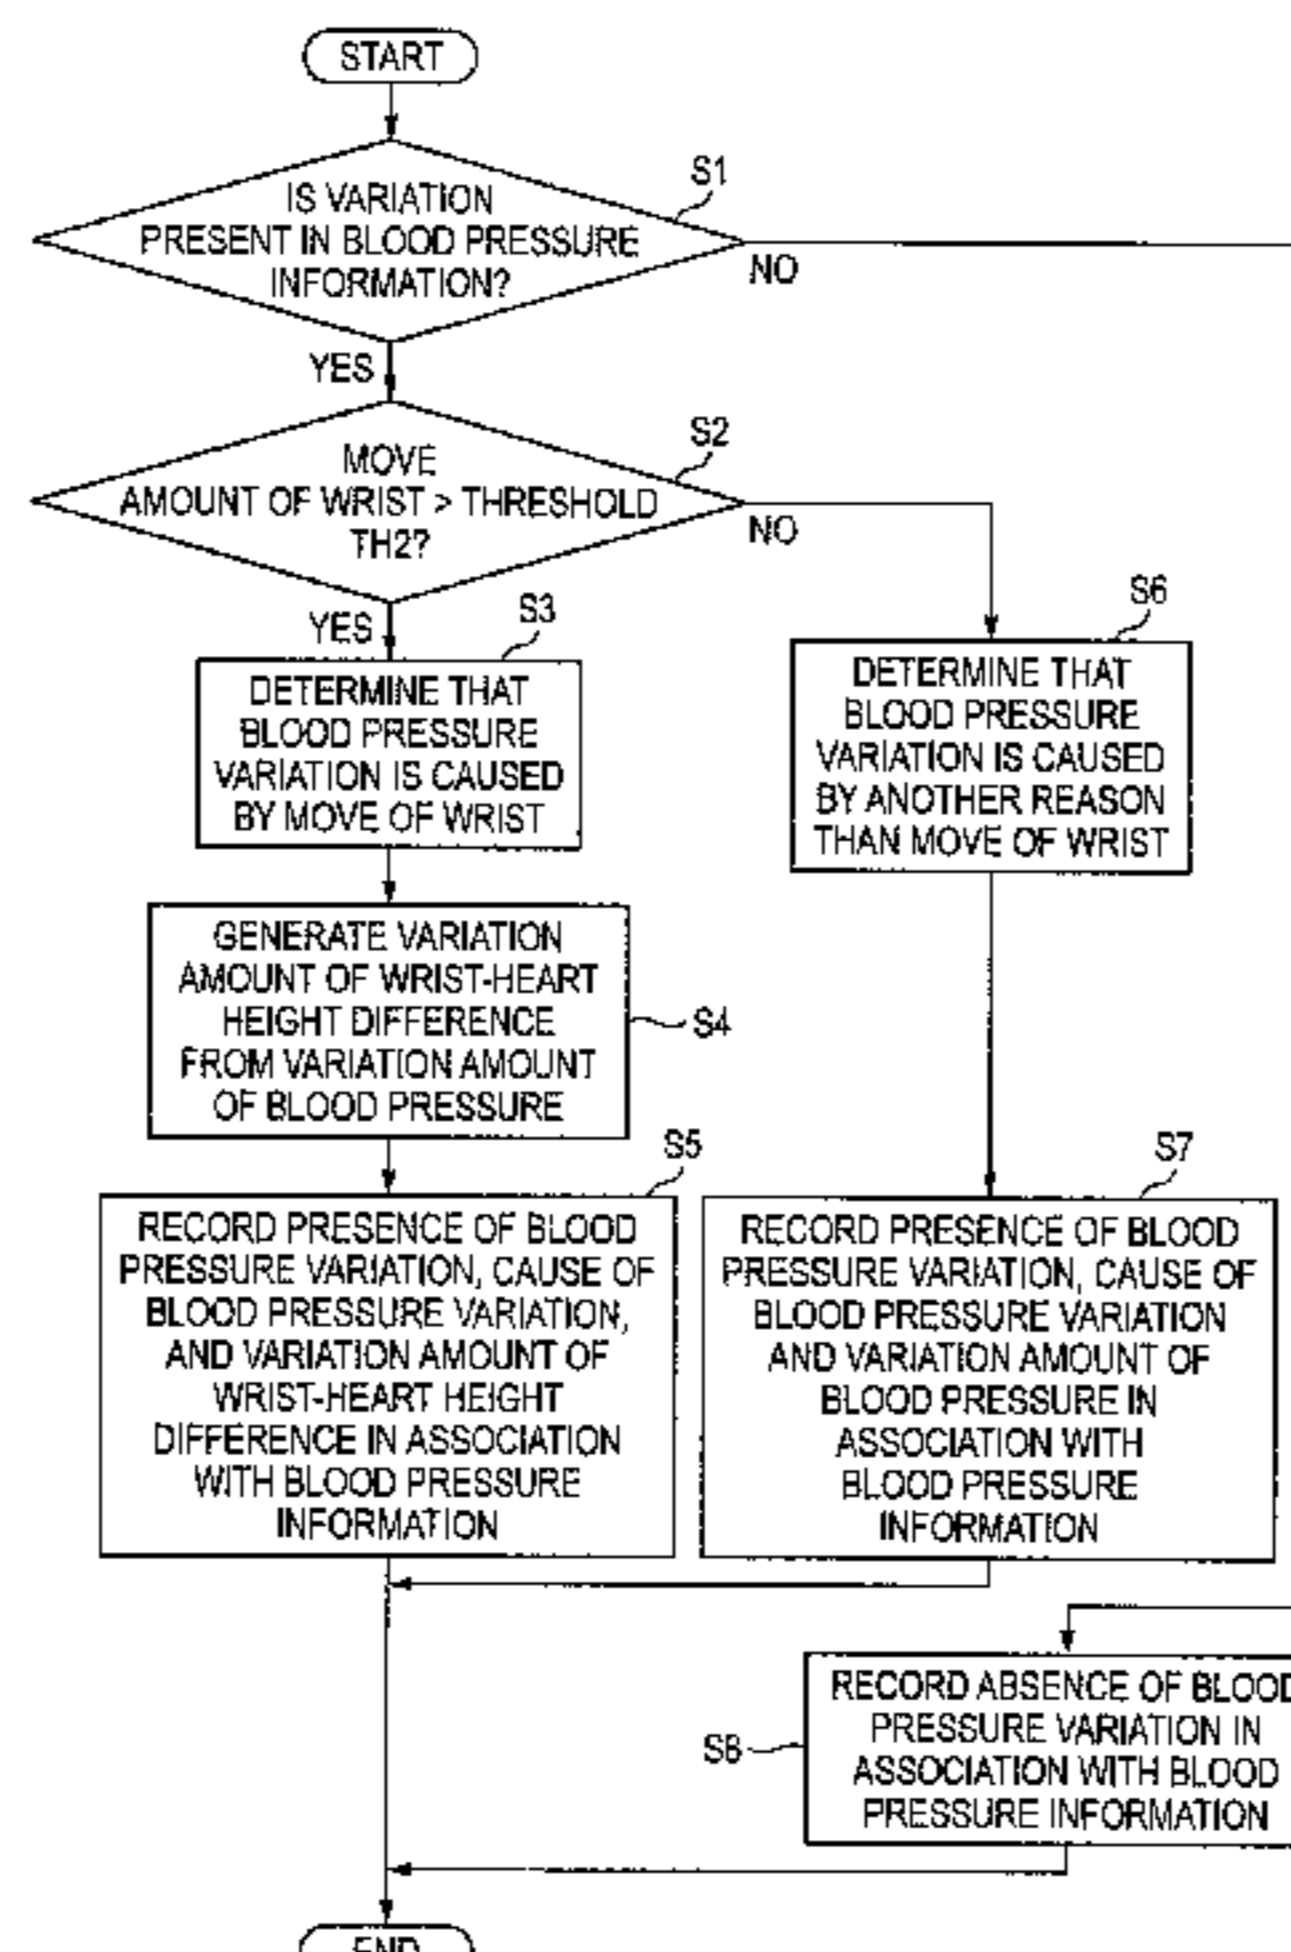 START
S1
IS VARIATION
PRESENT IN BLOOD PRESSURE
INFORMATION?
NO
YES
S2
MOVE
AMOUNT OF WRIST > THRESHOLD
TH2?
NO
YES
S3
DETERMINE THAT
BLOOD PRESSURE
VARIATION IS CAUSED
BY MOVE OF WRIST
S6
DETERMINE THAT
BLOOD PRESSURE
VARIATION IS CAUSED
BY ANOTHER REASON
THAN MOVE OF WRIST
GENERATE VARIATION
AMOUNT OF WRIST-HEART
HEIGHT DIFFERENCE
FROM VARIATION AMOUNT
OF BLOOD PRESSURE
S4
S5
RECORD PRESENCE OF BLOOD
PRESSURE VARIATION, CAUSE OF
BLOOD PRESSURE VARIATION,
AND VARIATION AMOUNT OF
WRIST-HEART HEIGHT
DIFFERENCE IN ASSOCIATION
WITH BLOOD PRESSURE
INFORMATION
S7
RECORD PRESENCE OF BLOOD
PRESSURE VARIATION, CAUSE OF
BLOOD PRESSURE VARIATION
AND VARIATION AMOUNT OF
BLOOD PRESSURE IN
ASSOCIATION WITH
BLOOD PRESSURE
INFORMATION
S8
RECORD ABSENCE OF BLOOD
PRESSURE VARIATION IN
ASSOCIATION WITH BLOOD
PRESSURE INFORMATION
END